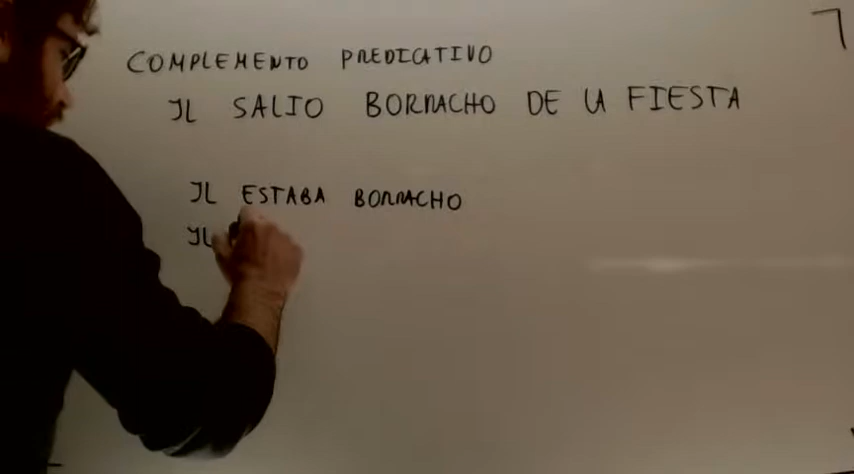 COMPLEMENTO PREDICATIVO
JL SALIO BORRACHO DE LA FIESTA
JL ESTABA BORRACHO
JL